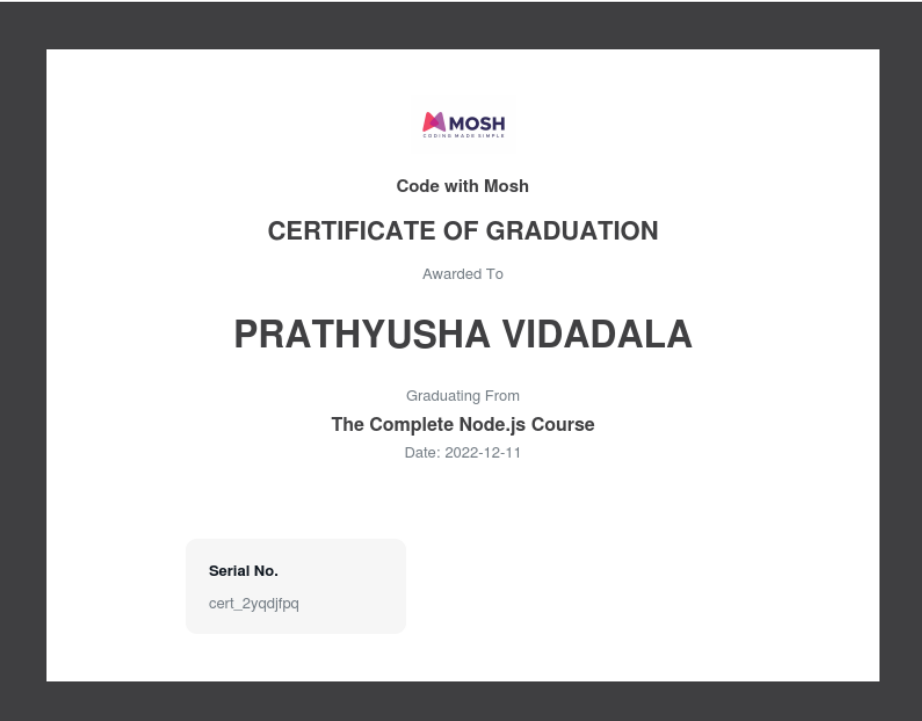 MOSH
CODING MADE SIMPLE
Code with Mosh
CERTIFICATE OF GRADUATION
Awarded To
PRATHYUSHA VIDADALA
Graduating From
The Complete Node.js Course
Date: 2022-12-11
Serial No.
cert_2yqdjfpq